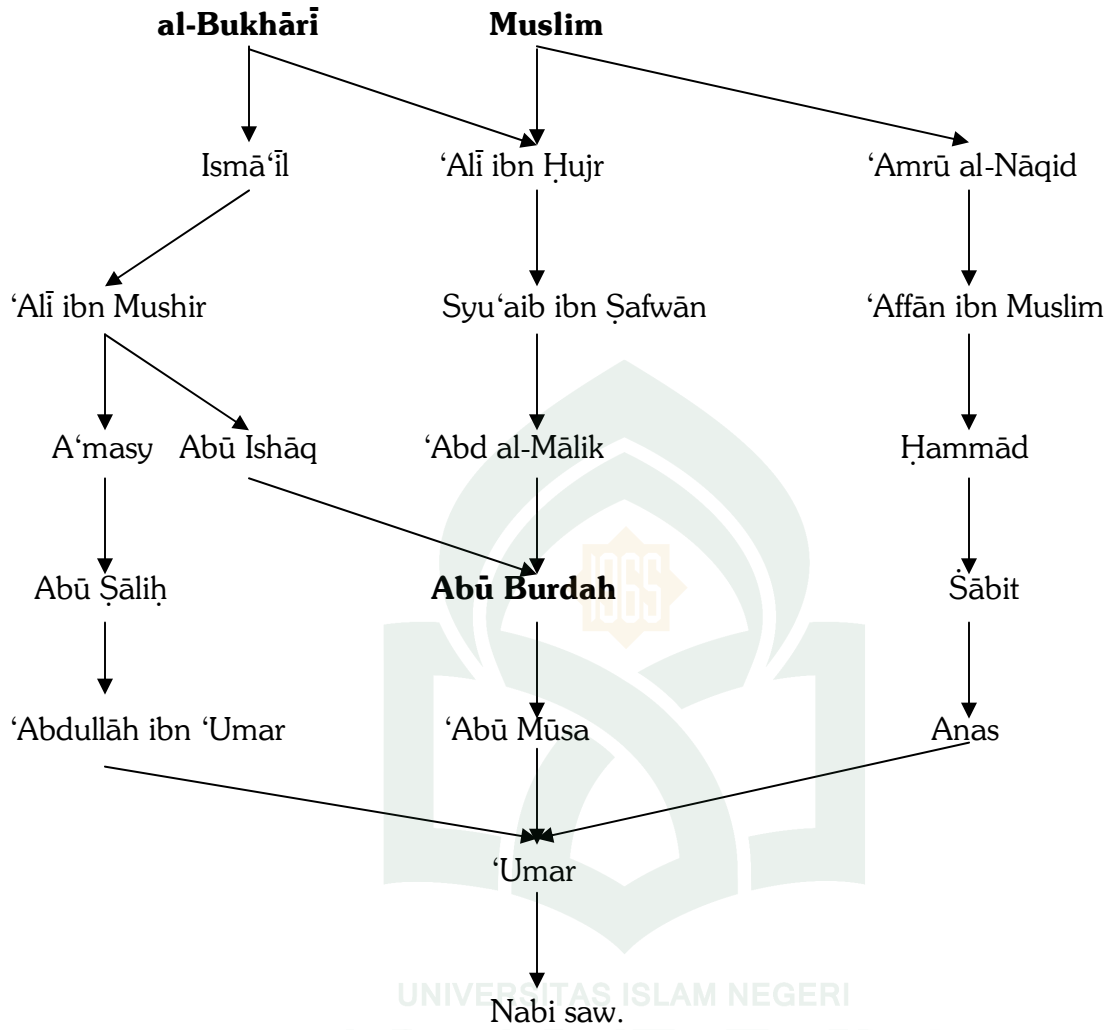 al-Bukhārī Muslim
Ismā‘īl ‘Alī ibn Ḥujr ‘Amrū al-Nāqid
‘Alī ibn Mushir Syu‘aib ibn Ṣafwān ‘Affān ibn Muslim
A‘masy Abū Ishāq ‘Abd al-Mālik Ḥammād
Abū Ṣāliḥ Abū Burdah Ṡābit
1965
‘Abdullāh ibn ‘Umar ‘Abū Mūsa Anas
‘Umar
UNIVERSITAS ISLAM NEGERI
Nabi saw.